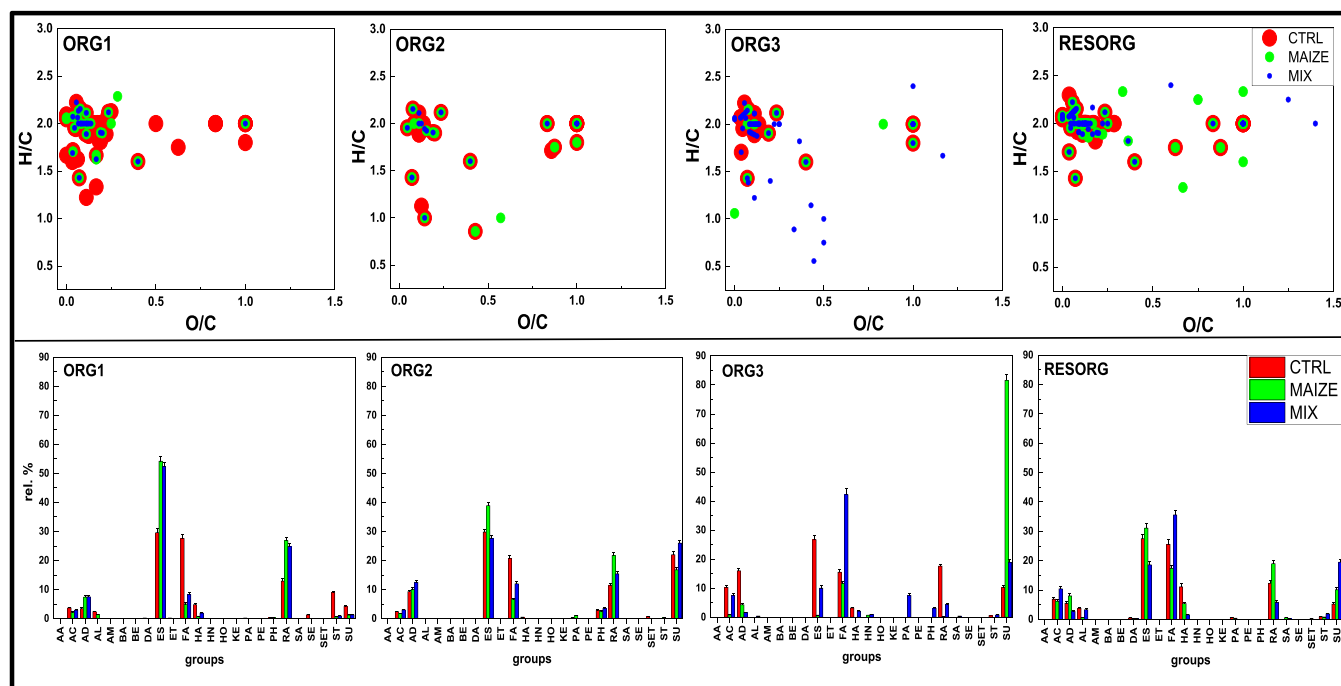 ORG1
ORG2
ORG3
RESORG
CTRL
MAIZE
MIX
H/C
3.0
2.5
2.0
1.5
1.0
0.5
0.0 0.5 1.0 1.5
O/C
H/C
3.0
2.5
2.0
1.5
1.0
0.5
0.0 0.5 1.0 1.5
O/C
H/C
3.0
2.5
2.0
1.5
1.0
0.5
0.0 0.5 1.0 1.5
O/C
H/C
3.0
2.5
2.0
1.5
1.0
0.5
0.0 0.5 1.0 1.5
O/C
ORG1
ORG2
ORG3
RESORG
CTRL
MAIZE
MIX
rel. %
90
80
70
60
50
40
30
20
10
0
AA AC AD AL AM BA BE DA ES ET FA HA HN HO KE PA PE PH RA SA SE SET ST SU
groups
90
80
70
60
50
40
30
20
10
0
AA AC AD AL AM BA BE DA ES ET FA HA HN HO KE PA PE PH RA SA SE SET ST SU
groups
90
80
70
60
50
40
30
20
10
0
AA AC AD AL AM BA BE DA ES ET FA HA HN HO KE PA PE PH RA SA SE SET ST SU
groups
90
80
70
60
50
40
30
20
10
0
AA AC AD AL AM BA BE DA ES ET FA HA HN HO KE PA PE PH RA SA SE SET ST SU
groups